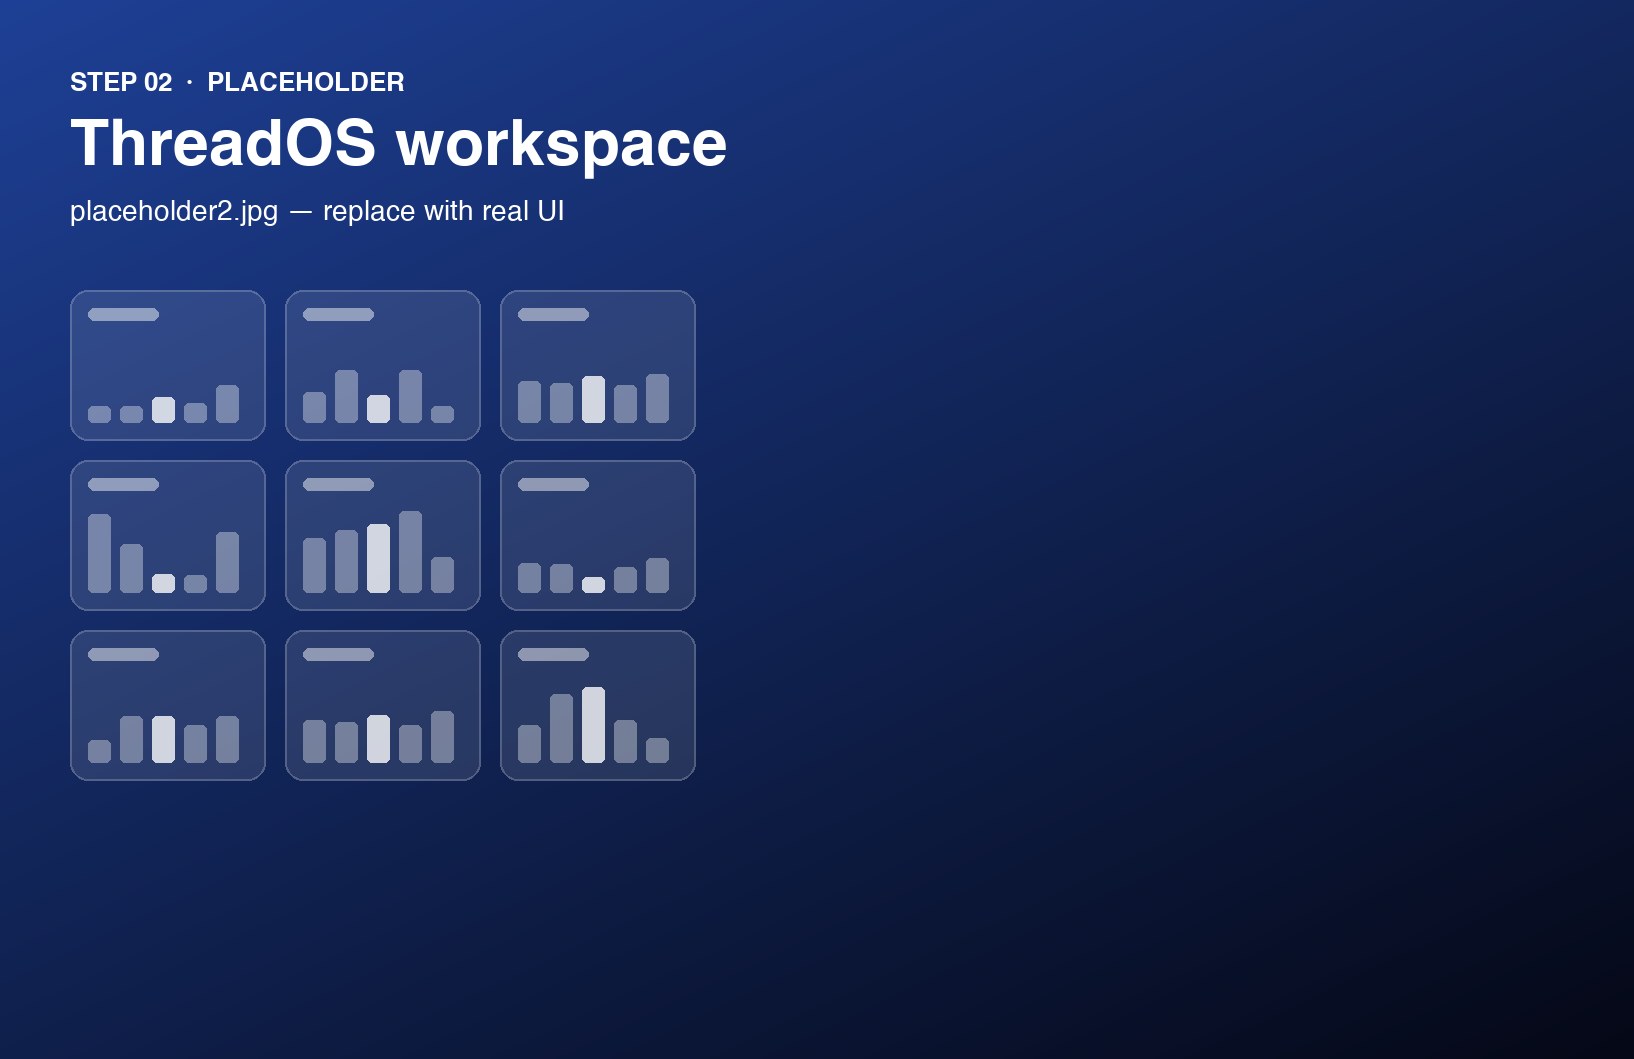 STEP 02 · PLACEHOLDER
ThreadOS workspace
placeholder2.jpg — replace with real UI